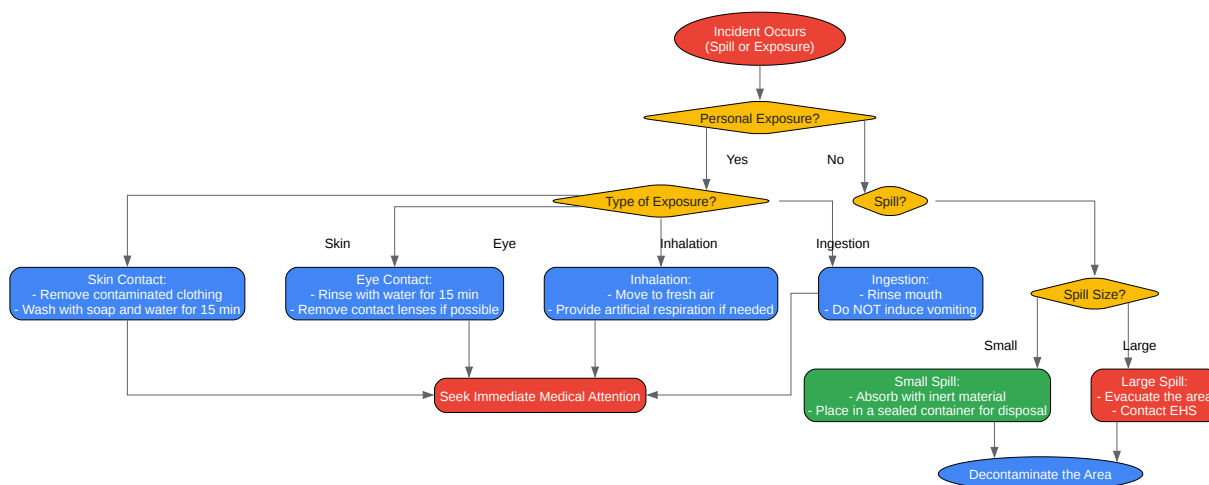 Incident Occurs
(Spill or Exposure)
Personal Exposure?
Yes
No
Type of Exposure?
Spill?
Skin
Eye
Inhalation
Ingestion
Skin Contact:
- Remove contaminated clothing
- Wash with soap and water for 15 min
Eye Contact:
- Rinse with water for 15 min
- Remove contact lenses if possible
Inhalation:
- Move to fresh air
- Provide artificial respiration if needed
Ingestion:
- Rinse mouth
- Do NOT induce vomiting
Spill Size?
Small
Large
Seek Immediate Medical Attention
Small Spill:
- Absorb with inert material
- Place in a sealed container for disposal
Large Spill:
- Evacuate the area
- Contact EHS
Decontaminate the Area